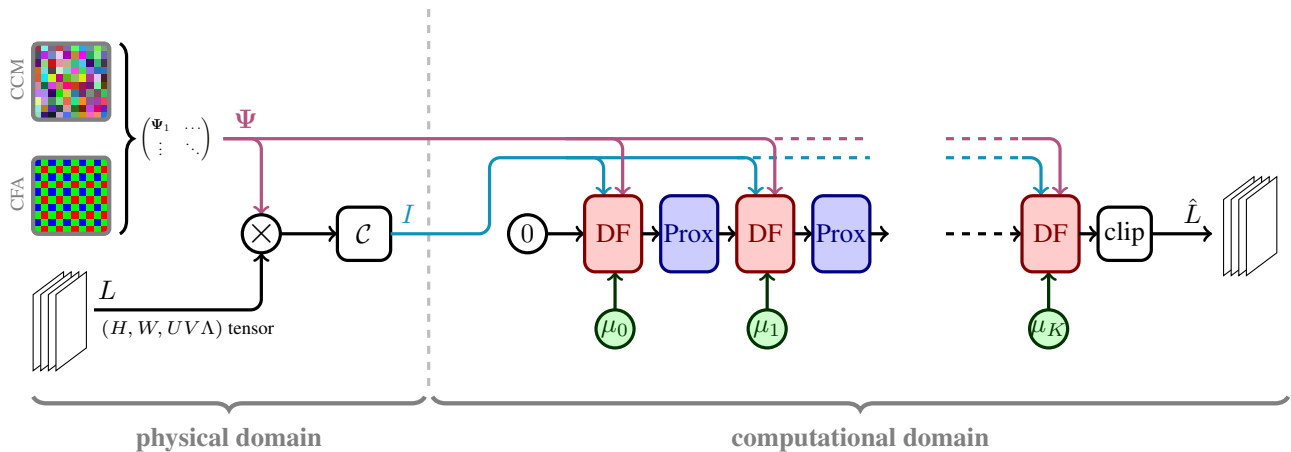 CCM
CFA
(Ψ₁ ⋯
⋮ ⋱)
Ψ
I
×
C
L
(H, W, UVΛ) tensor
0
DF
Prox
DF
Prox
DF
clip
L̂
μ₀
μ₁
μ_K
physical domain
computational domain